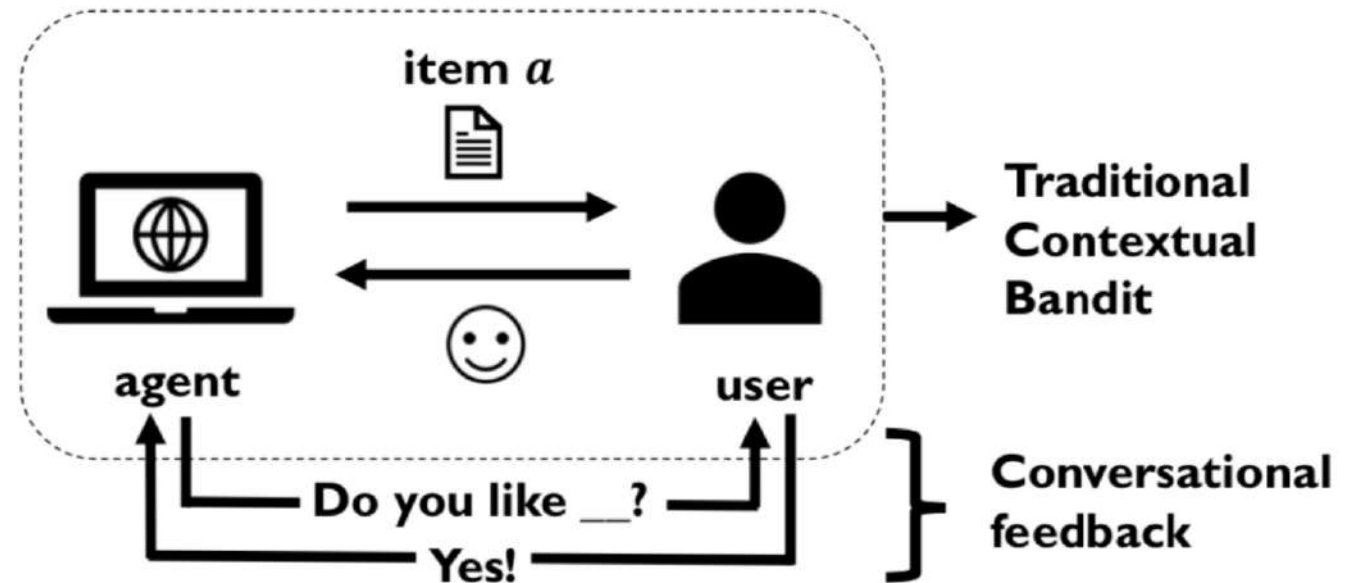 item a
agent
user
Do you like __?
Yes!
Traditional
Contextual
Bandit
Conversational
feedback